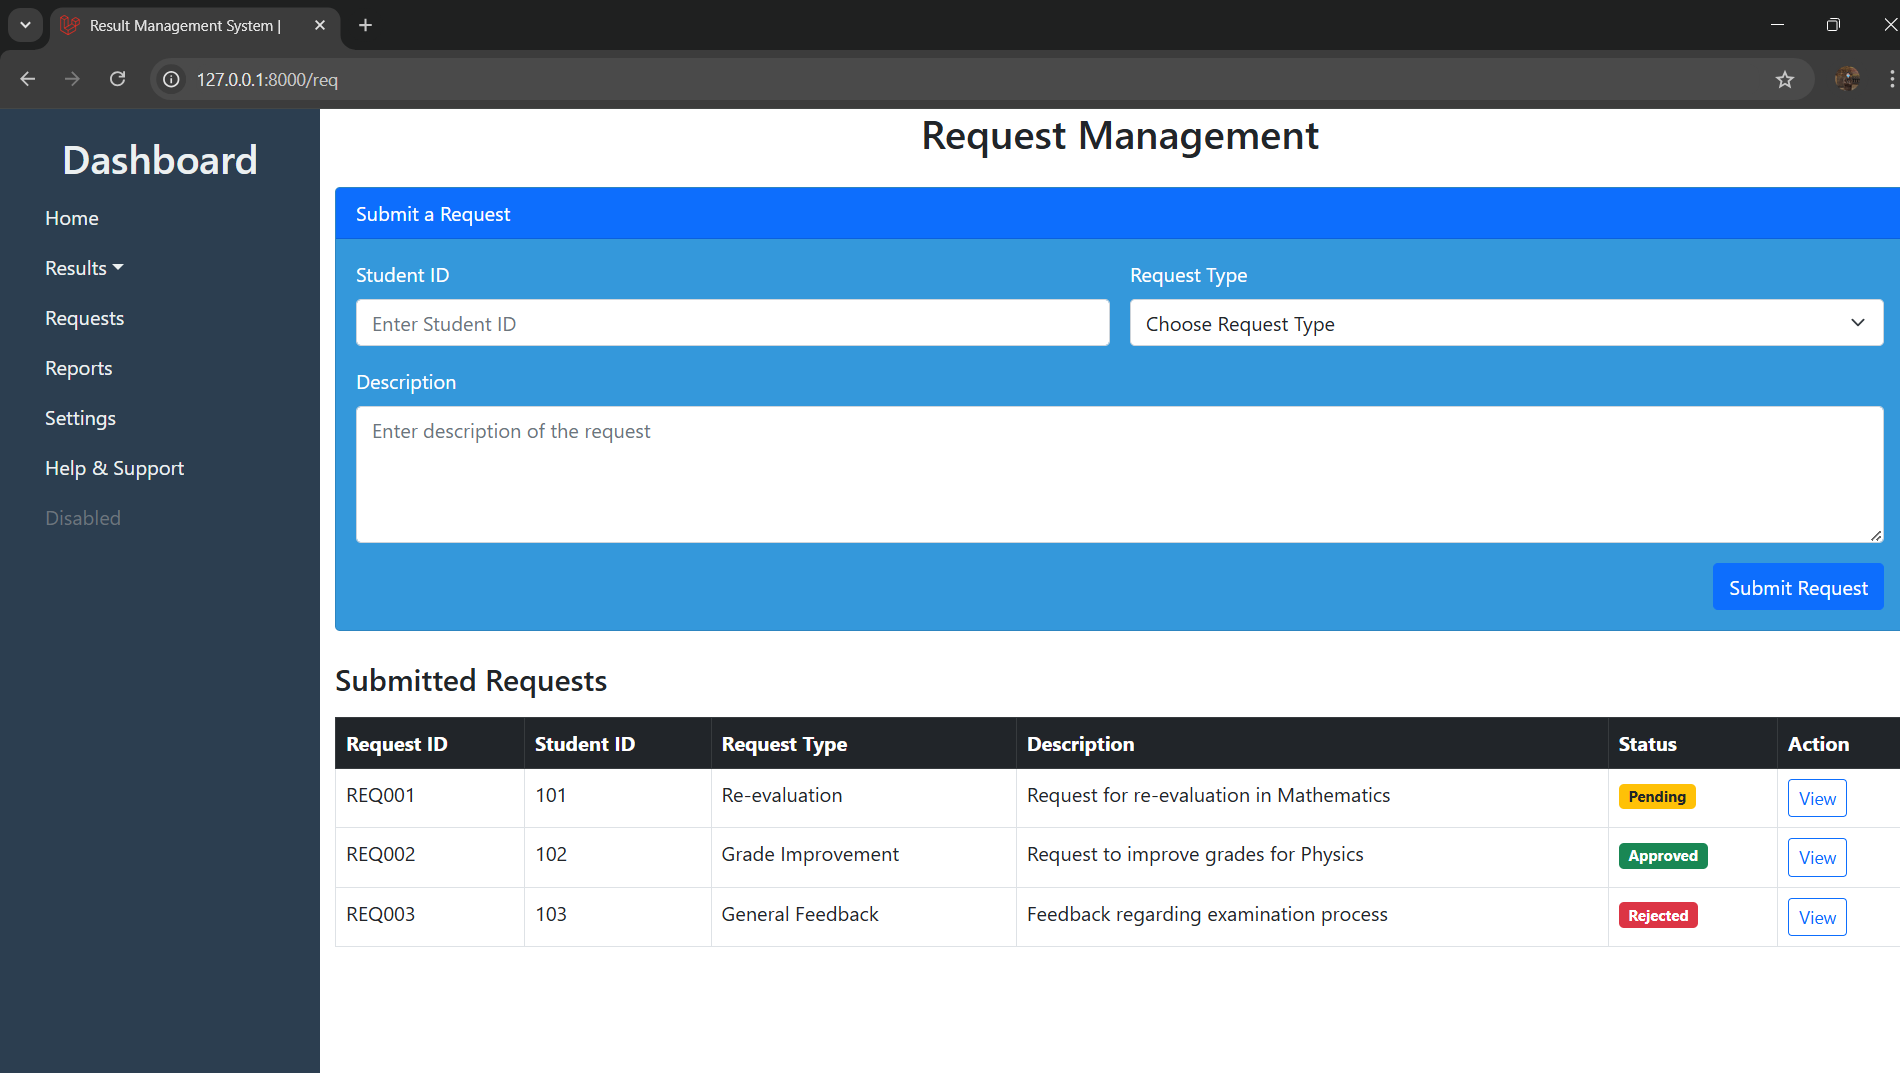 Result Management System |
127.0.0.1:8000/req
Dashboard
Home
Results
Requests
Reports
Settings
Help & Support
Disabled
Request Management
Submit a Request
Student ID
Request Type
Enter Student ID
Choose Request Type
Description
Enter description of the request
Submit Request
Submitted Requests
Request ID Student ID Request Type Description Status Action
REQ001 101 Re-evaluation Request for re-evaluation in Mathematics Pending View
REQ002 102 Grade Improvement Request to improve grades for Physics Approved View
REQ003 103 General Feedback Feedback regarding examination process Rejected View